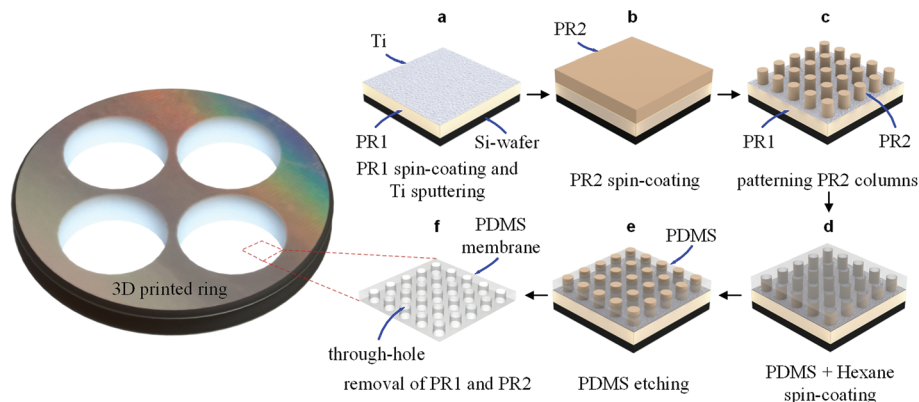 a
Ti
PR1
Si-wafer
PR1 spin-coating and
Ti sputtering
b
PR2
PR2 spin-coating
c
PR1
PR2
patterning PR2 columns
d
PDMS + Hexane
spin-coating
e
PDMS
PDMS etching
f
PDMS
membrane
through-hole
removal of PR1 and PR2
3D printed ring